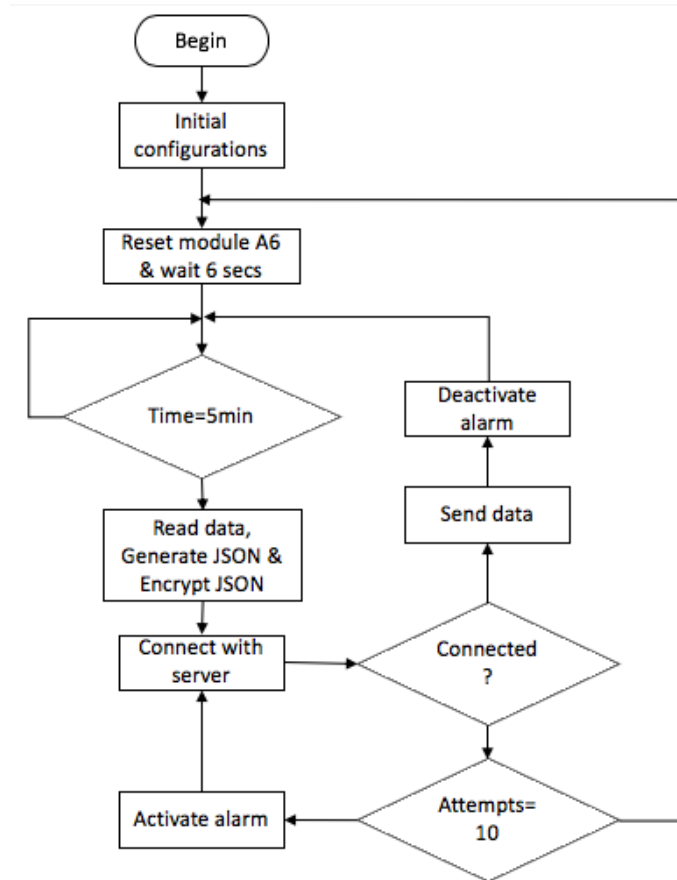 Begin
Initial
configurations
Reset module A6
& wait 6 secs
Time=5min
Deactivate
alarm
Send data
Read data,
Generate JSON &
Encrypt JSON
Connect with
server
Connected
?
Activate alarm
Attempts=
10